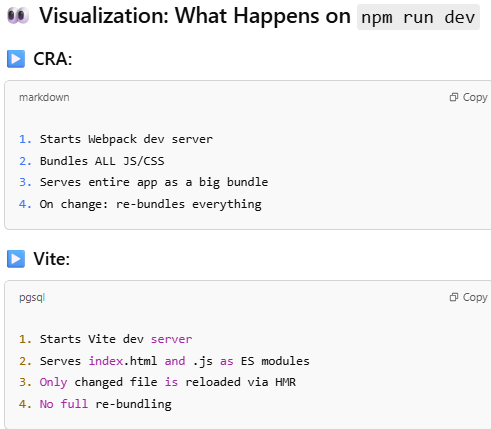 👀 Visualization: What Happens on npm run dev
▶️ CRA:
markdown Copy
1. Starts Webpack dev server
2. Bundles ALL JS/CSS
3. Serves entire app as a big bundle
4. On change: re-bundles everything
▶️ Vite:
pgsql Copy
1. Starts Vite dev server
2. Serves index.html and .js as ES modules
3. Only changed file is reloaded via HMR
4. No full re-bundling